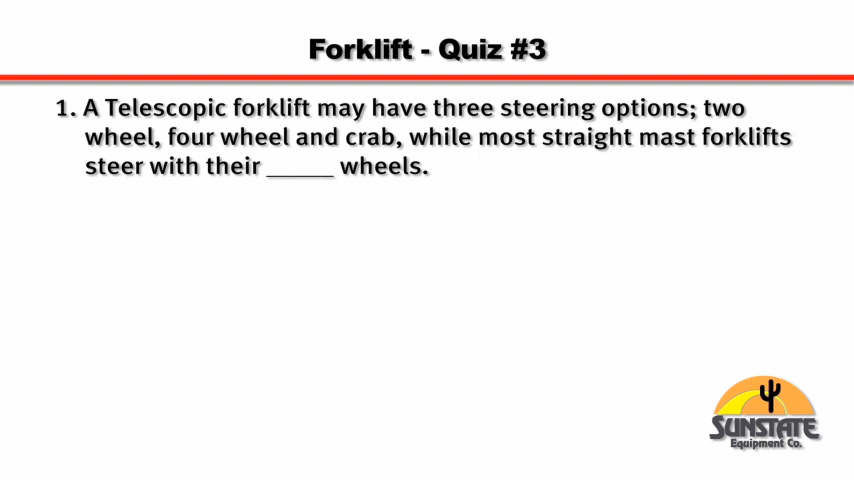 Forklift - Quiz #3
1. A Telescopic forklift may have three steering options; two
wheel, four wheel and crab, while most straight mast forklifts
steer with their _____ wheels.
SUNSTATE
Equipment Co.